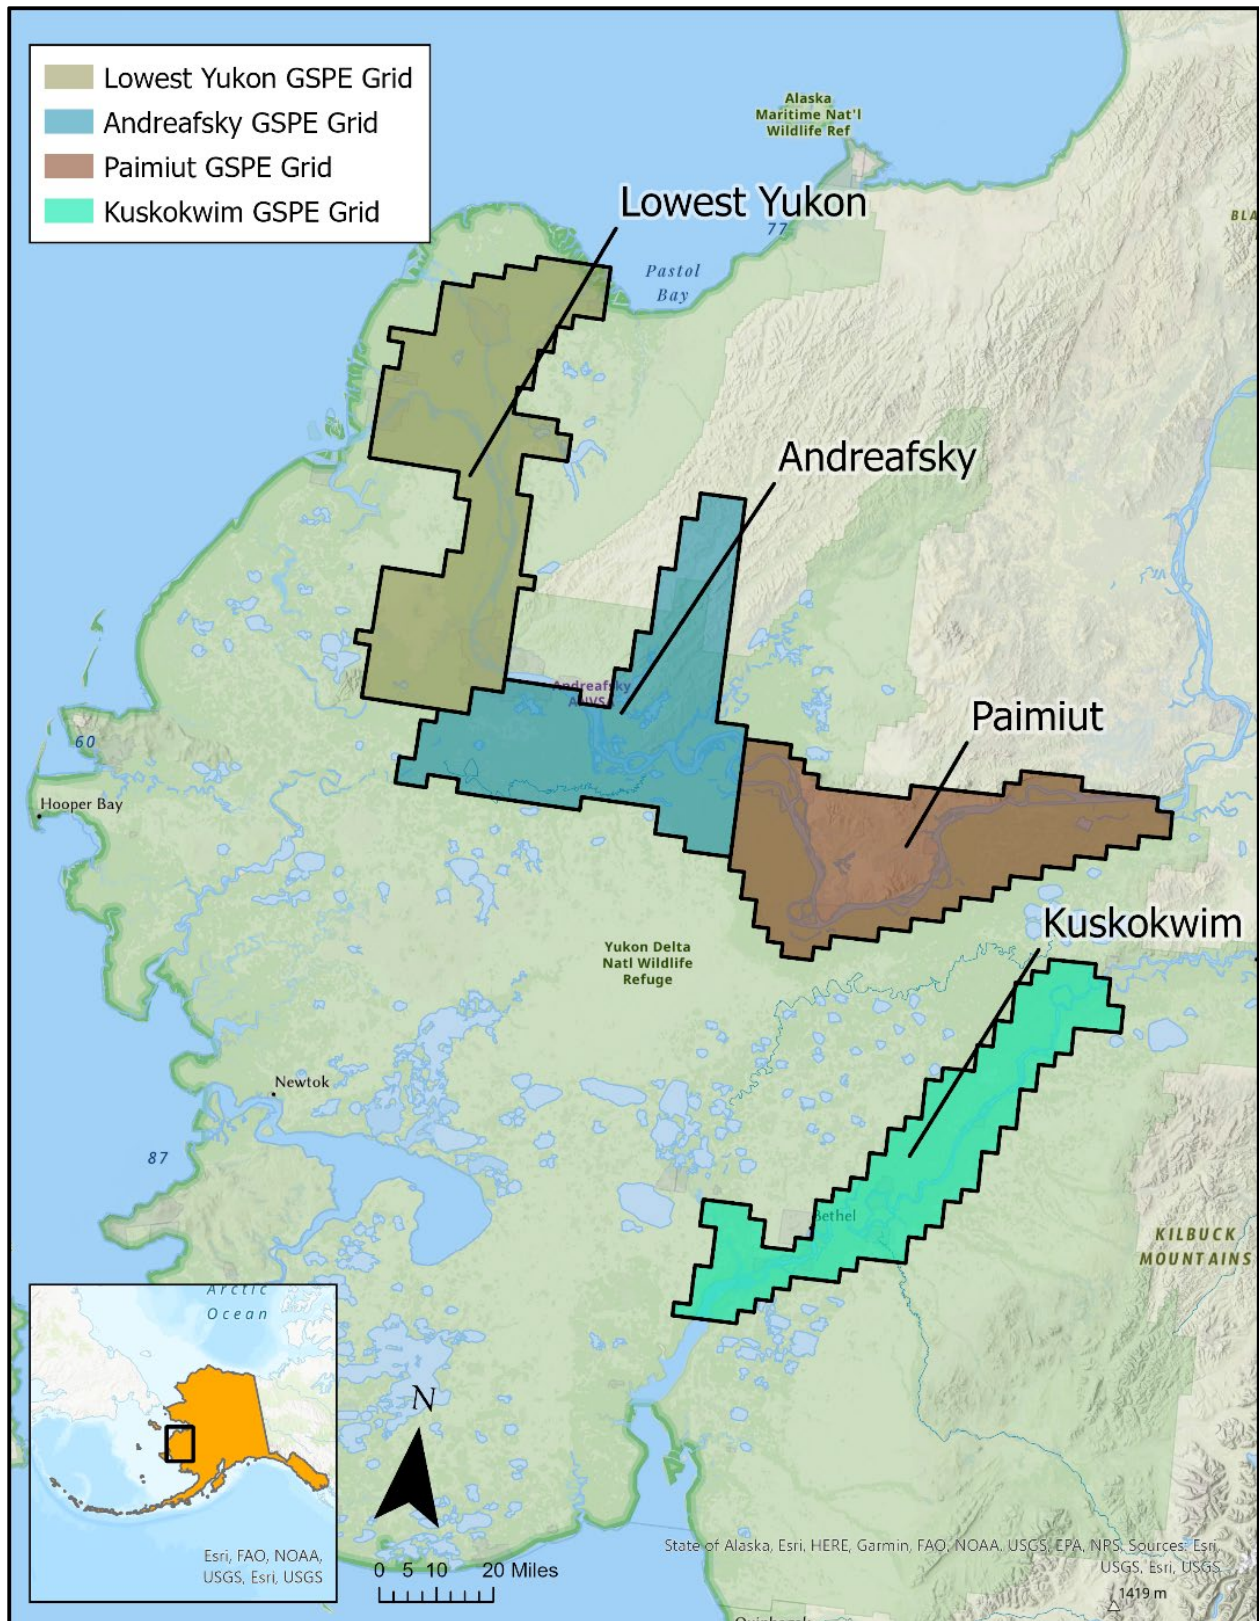 Lowest Yukon GSPE Grid
Andreafsky GSPE Grid
Paimiut GSPE Grid
Kuskokwim GSPE Grid
Alaska
Maritime Nat'l
Wildlife Ref
Lowest Yukon
77
BLA
Pastol
Bay
Andreafsky
Andreafsky
Paimiut
60
Hooper Bay
Kuskokwim
Yukon Delta
Natl Wildlife
Refuge
Newtok
87
Bethel
KILBUCK
MOUNTAINS
Arctic
Ocean
N
Esri, FAO, NOAA,
USGS, Esri, USGS
0 5 10 20 Miles
State of Alaska, Esri, HERE, Garmin, FAO, NOAA, USGS, EPA, NPS, Sources: Esri,
USGS, Esri, USGS
1419 m